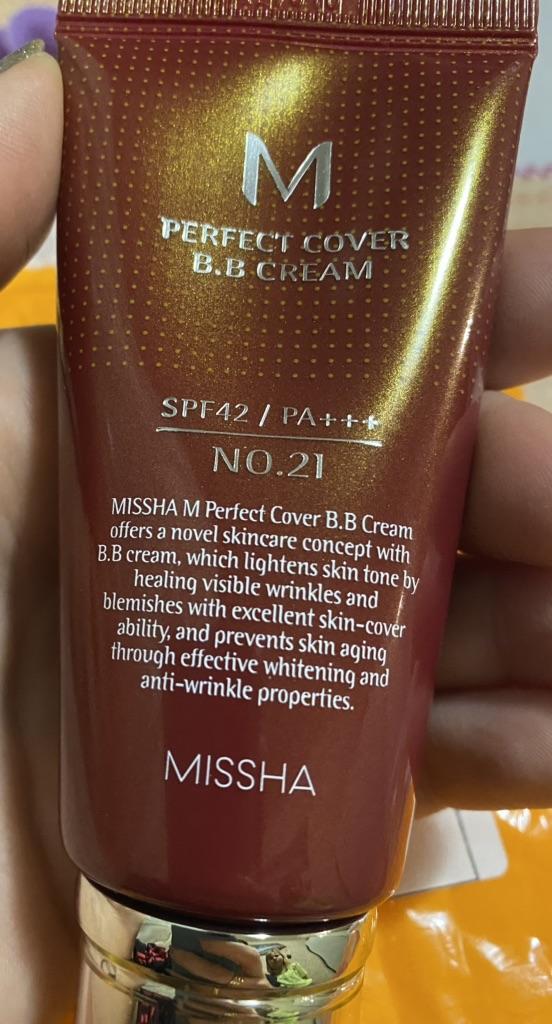 M
PERFECT COVER
B.B CREAM
SPF42 / PA+++
NO.21
MISSHA M Perfect Cover B.B Cream
offers a novel skincare concept with
B.B cream, which lightens skin tone by
healing visible wrinkles and
blemishes with excellent skin-cover
ability, and prevents skin aging
through effective whitening and
anti-wrinkle properties.
MISSHA